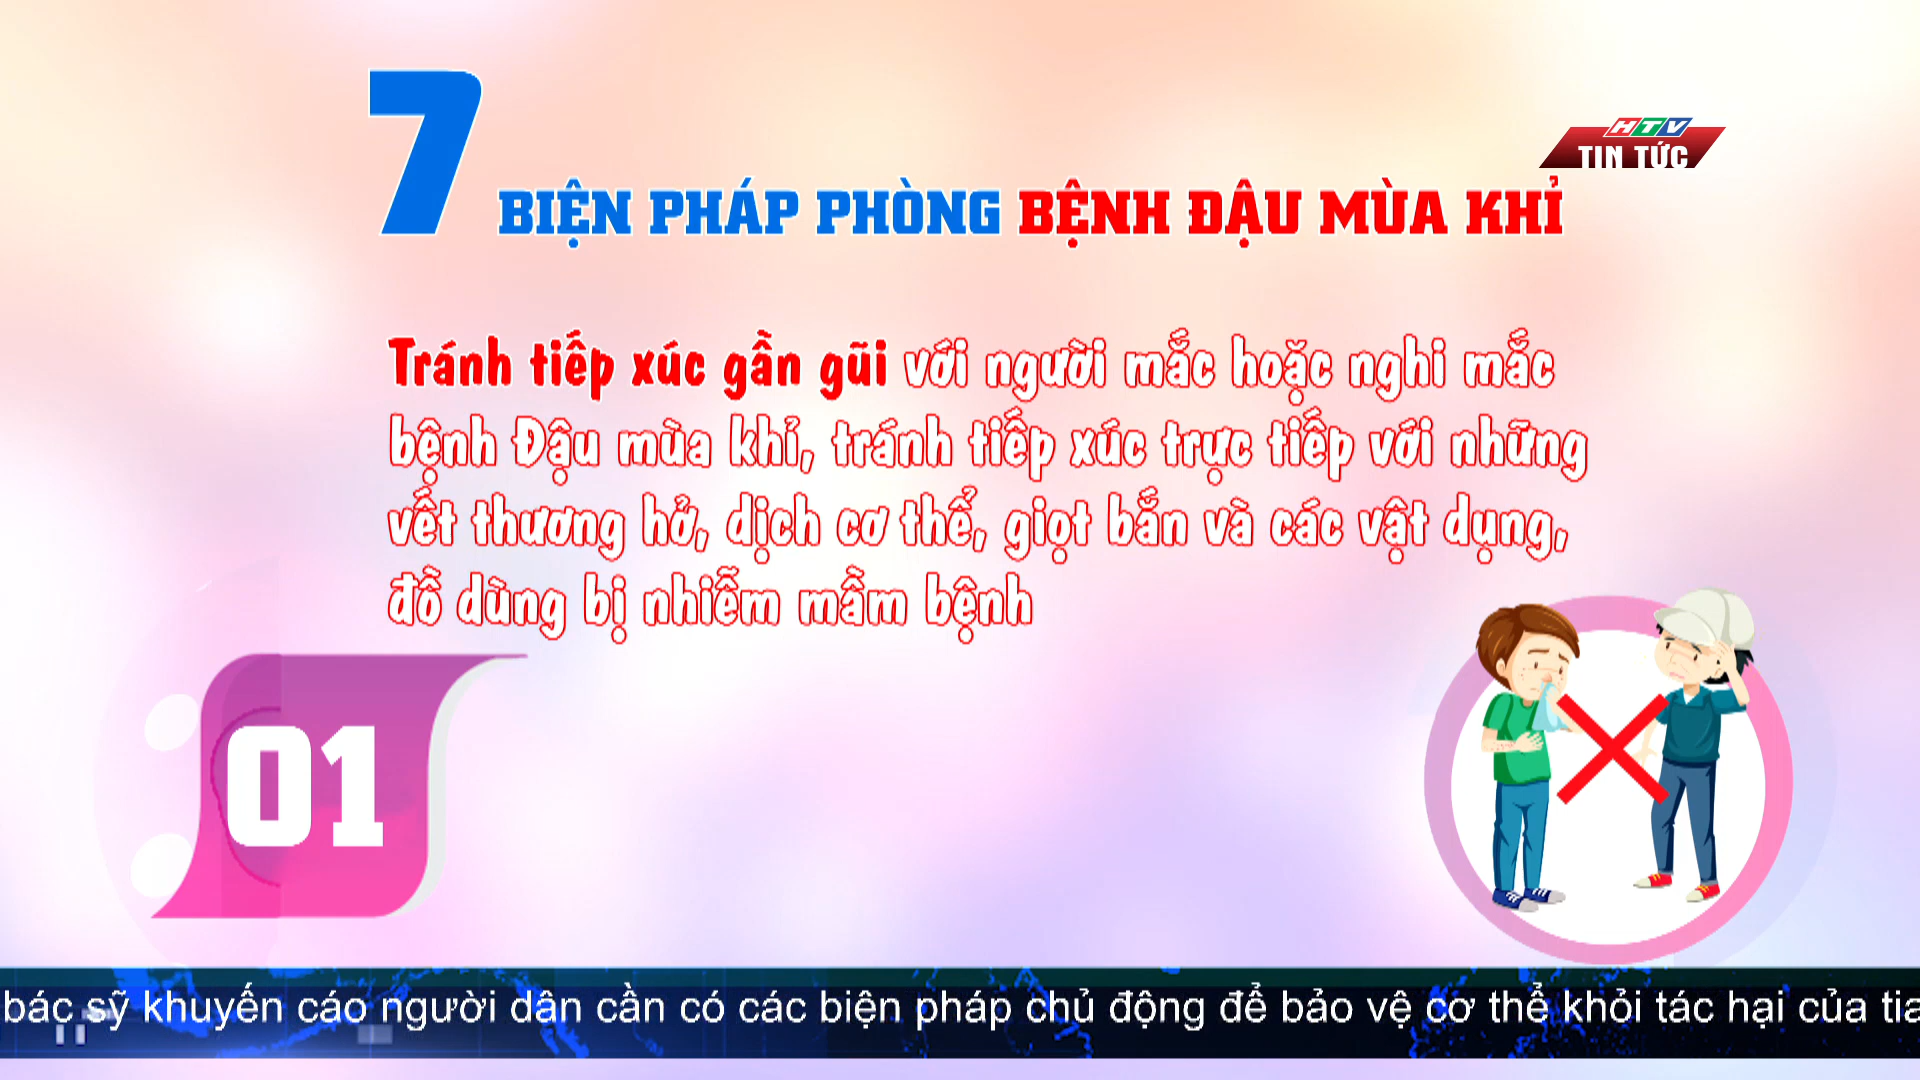 HTV
TIN TỨC
7 BIỆN PHÁP PHÒNG BỆNH ĐẬU MÙA KHỈ
Tránh tiếp xúc gần gũi với người mắc hoặc nghi mắc
bệnh Đậu mùa khỉ, tránh tiếp xúc trực tiếp với những
vết thương hở, dịch cơ thể, giọt bắn và các vật dụng,
đồ dùng bị nhiễm mầm bệnh
01
bác sỹ khuyến cáo người dân cần có các biện pháp chủ động để bảo vệ cơ thể khỏi tác hại của tia